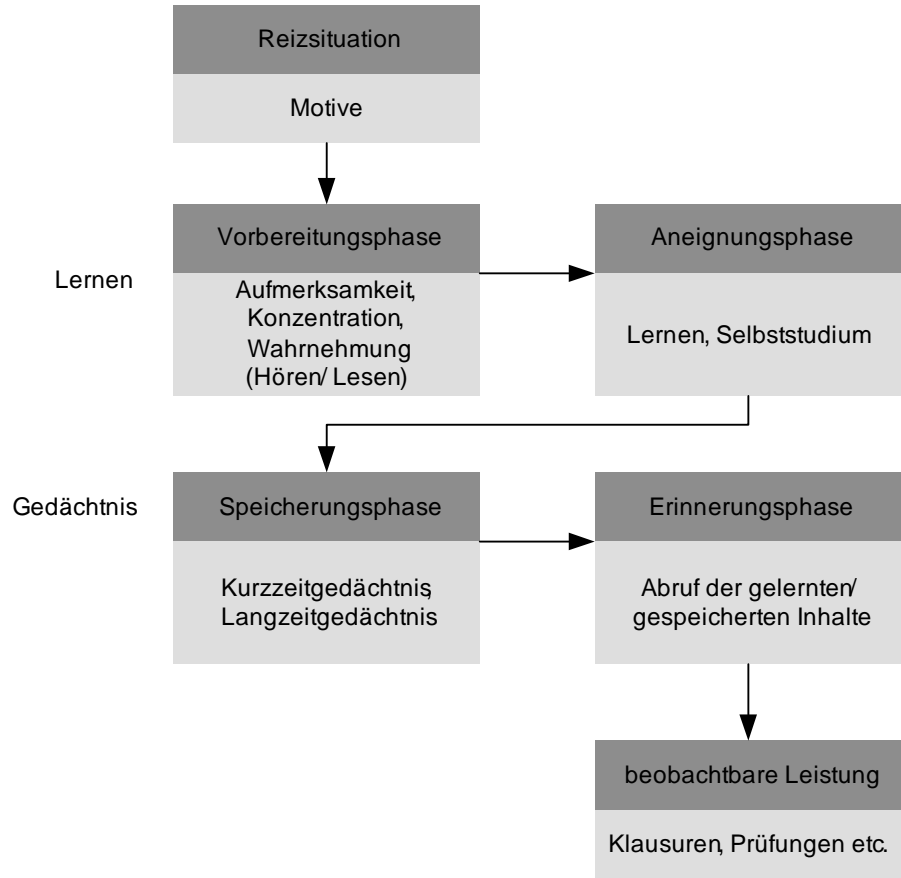 Reizsituation
Motive
Vorbereitungsphase
Aneignungsphase
Lernen
Aufmerksamkeit,
Konzentration,
Wahrnehmung
(Hören/ Lesen)
Lernen, Selbststudium
Gedächtnis
Speicherungsphase
Erinnerungsphase
Kurzzeitgedächtnis,
Langzeitgedächtnis
Abruf der gelernten/
gespeicherten Inhalte
beobachtbare Leistung
Klausuren, Prüfungen etc.